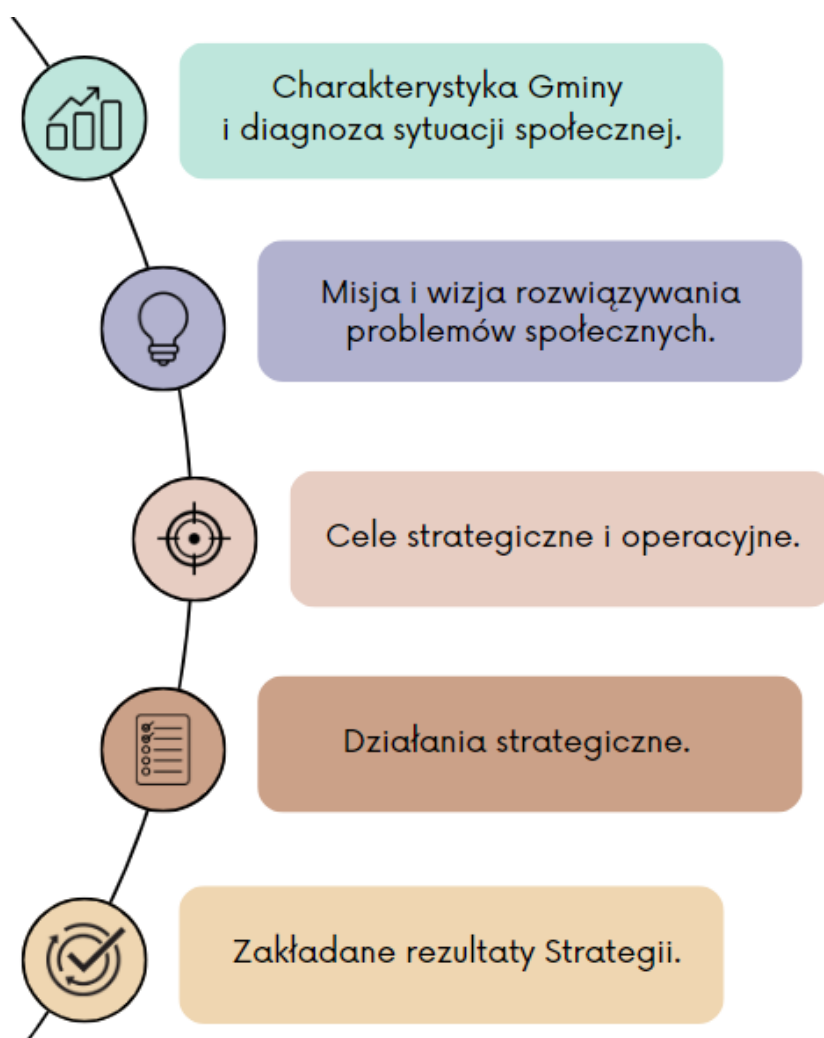 Charakterystyka Gminy
i diagnoza sytuacji społecznej.
Misja i wizja rozwiązywania
problemów społecznych.
Cele strategiczne i operacyjne.
Działania strategiczne.
Zakładane rezultaty Strategii.